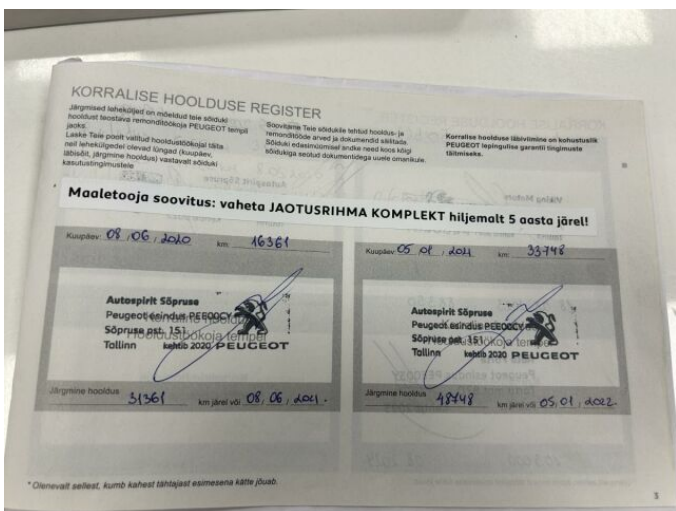 KORRALISE HOOLDUSE REGISTER
Järgmised leheküljed on mõeldud teie sõiduki
hooldust teostava remonditöökoja PEUGEOT templi
jaoks.
Laske Teie poolt valitud hooldustöökojal täita
neil lehekülgedel olevad lüngad (kuupäev,
läbisõit, järgmine hooldus) vastavalt sõiduki
kasutustingimustele
Soovitame Teie sõidukile tehtud hooldus- ja
remonditööde arved ja dokumendid säilitada.
Sõiduki edasimüümisel andke need koos kõigi
sõidukiga seotud dokumentidega uuele omanikule.
Korralise hoolduse läbiviimine on kohustuslik
PEUGEOT lepingulise garantii tingimuste
täitmiseks.
Maaletooja soovitus: vaheta JAOTUSRIHMA KOMPLEKT hiljemalt 5 aasta järel!
Kuupäev: 08, 06, 2020 km: 16361
Autospirit Sõpruse
Peugeot esindus PEE00CY
Sõpruse pst. 151
Tallinn kehtib 2020 PEUGEOT
Järgmine hooldus 31361 km järel või 08, 06, 2021.
Kuupäev: 05, 01, 2021 km: 33748
Autospirit Sõpruse
Peugeot esindus PEE00CY
Sõpruse pst. 151
Tallinn kehtib 2020 PEUGEOT
Järgmine hooldus 48748 km järel või 05, 01, 2022.
* Olenevalt sellest, kumb kahest tähtajast esimesena kätte jõuab.
3